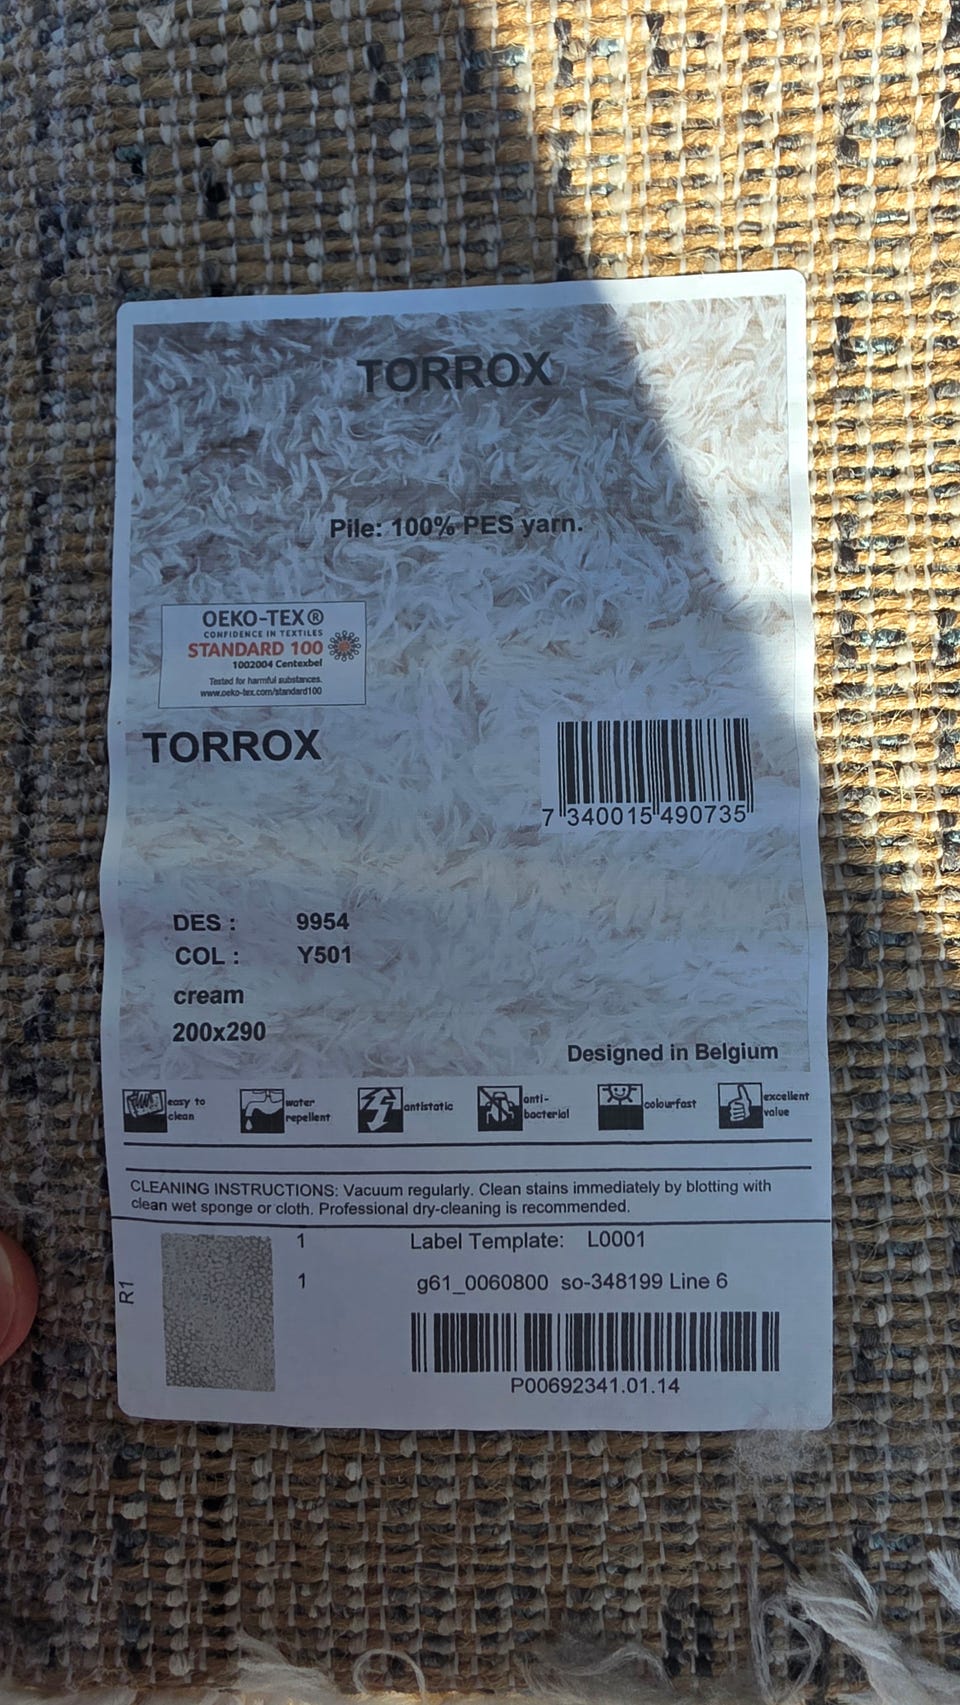 TORROX
Pile: 100% PES yarn.
OEKO-TEX®
CONFIDENCE IN TEXTILES
STANDARD 100
1002004 Centexbel
Tested for harmful substances.
www.oeko-tex.com/standard100
TORROX
7 340015 490735
DES : 9954
COL : Y501
cream
200x290
Designed in Belgium
easy to
clean
water
repellent
antistatic
anti-
bacterial
colourfast
excellent
value
CLEANING INSTRUCTIONS: Vacuum regularly. Clean stains immediately by blotting with
clean wet sponge or cloth. Professional dry-cleaning is recommended.
R1
1 Label Template: L0001
1 g61_0060800 so-348199 Line 6
P00692341.01.14